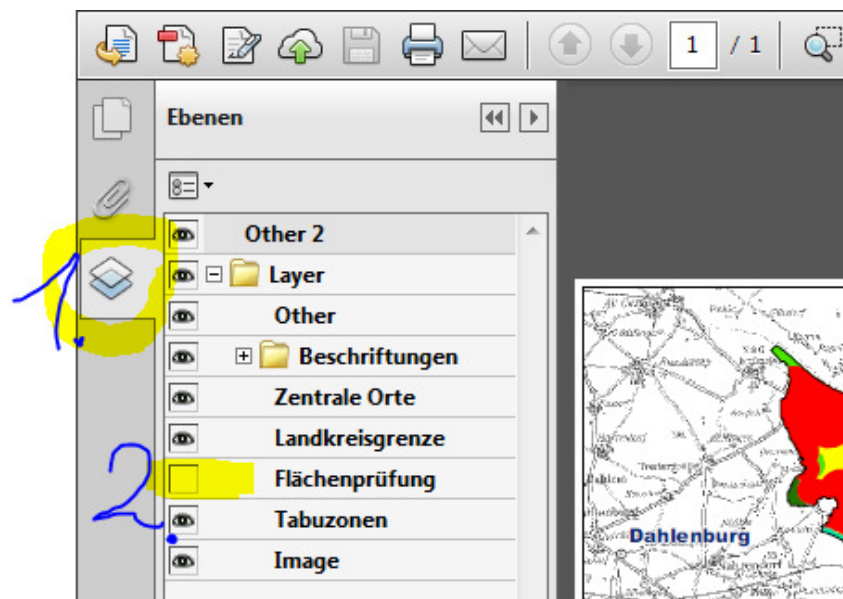 1 / 1
Ebenen
Other 2
1.
Layer
Other
Beschriftungen
Zentrale Orte
Landkreisgrenze
Flächenprüfung
2.
Tabuzonen
Image
Dahlenburg